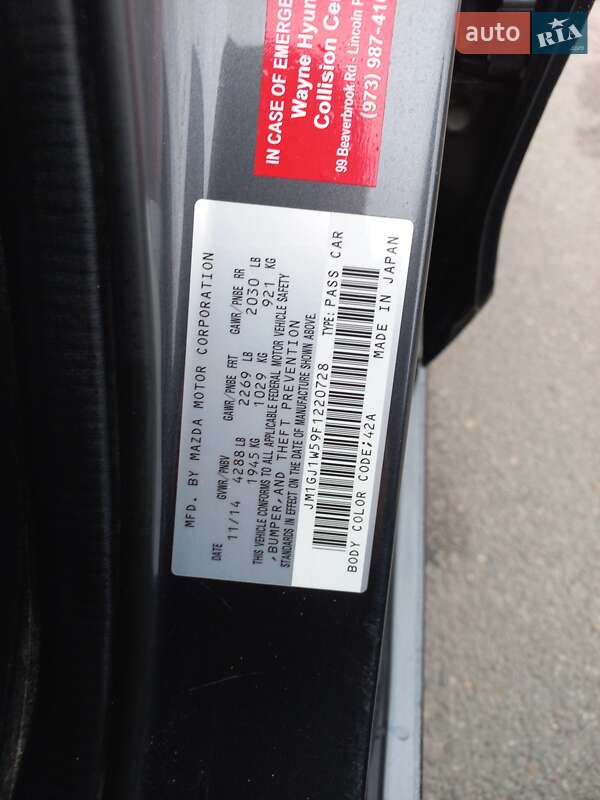 auto RIA
IN CASE OF EMERGE
Wayne Hyun
Collision Ce
99 Beaverbrook Rd - Lincoln P
(973) 987-41
MFD. BY MAZDA MOTOR CORPORATION
DATE GVWR/PNBV GAWR/PNBE FRT GAWR/PNBE RR
11/14 4288 LB 2269 LB 2030 LB
1945 KG 1029 KG 921 KG
THIS VEHICLE CONFORMS TO ALL APPLICABLE FEDERAL MOTOR VEHICLE SAFETY
,BUMPER,AND THEFT PREVENTION
STANDARDS IN EFFECT ON THE DATE OF MANUFACTURE SHOWN ABOVE.
JM1GJ1W59F1220728 TYPE: PASS CAR
BODY COLOR CODE;42A MADE IN JAPAN